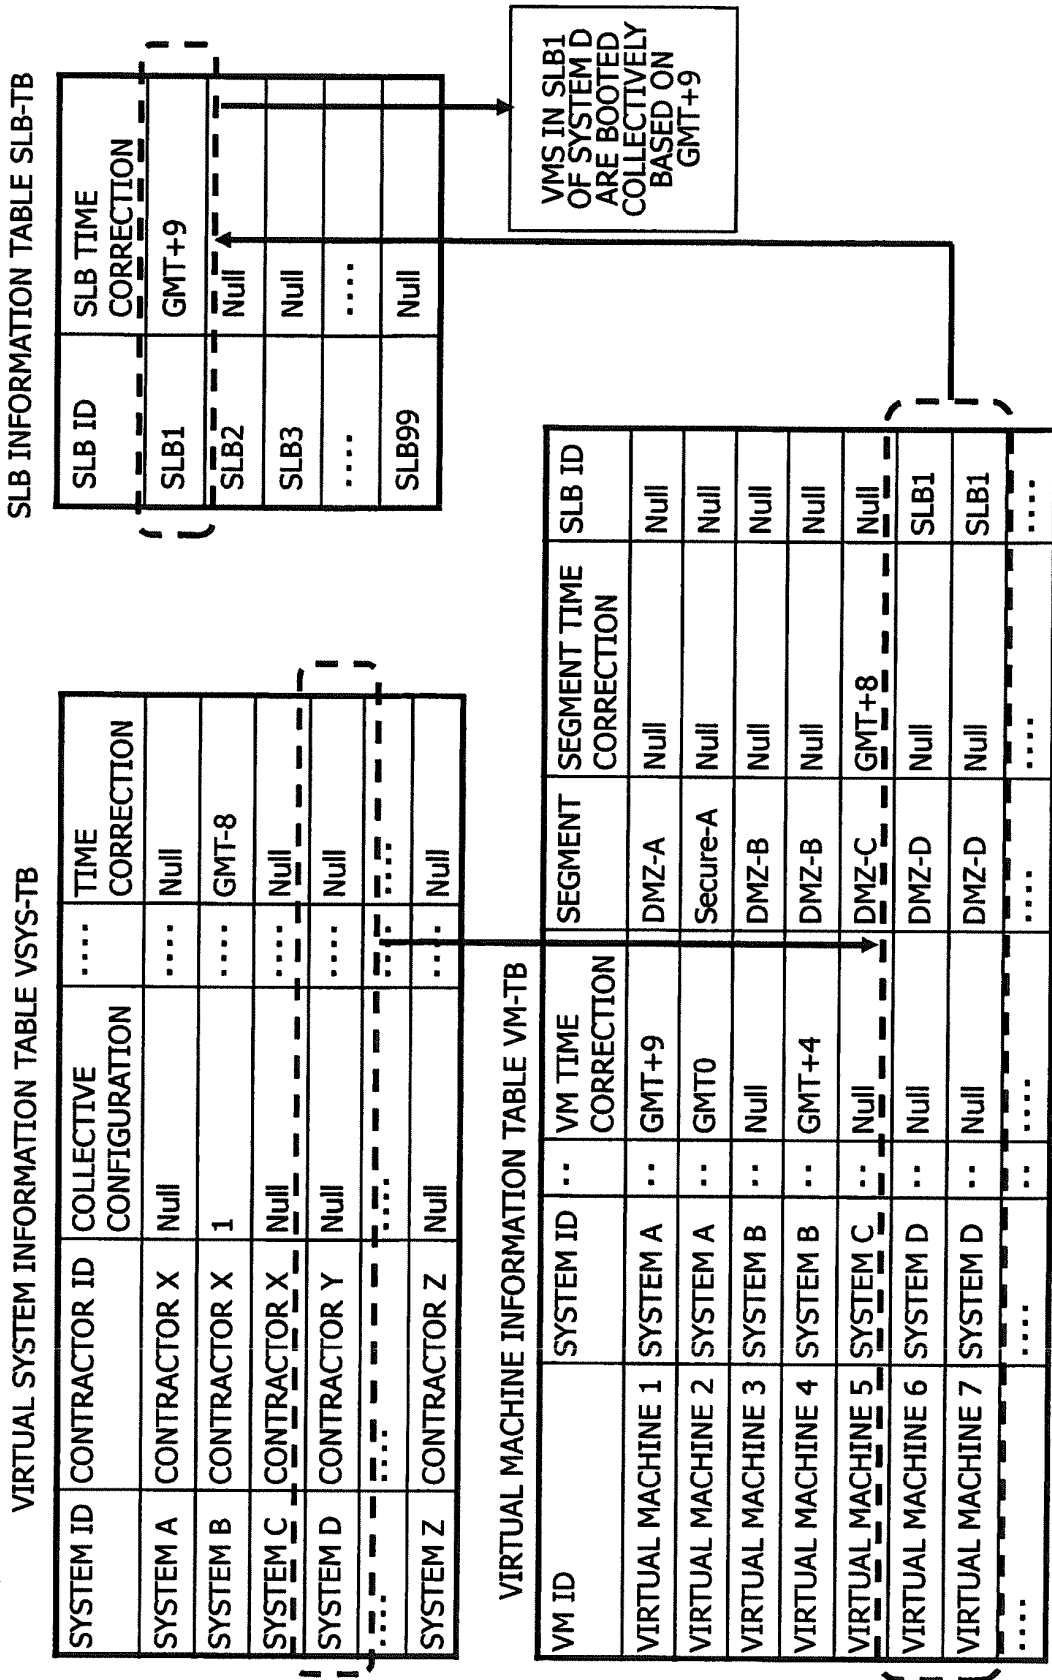 VIRTUAL SYSTEM INFORMATION TABLE VSYS-TB
SYSTEM ID CONTRACTOR ID COLLECTIVE CONFIGURATION .... TIME CORRECTION
SYSTEM A CONTRACTOR X Null .... Null
SYSTEM B CONTRACTOR X 1 .... GMT-8
SYSTEM C CONTRACTOR X Null .... Null
SYSTEM D CONTRACTOR Y Null .... Null
.... .... .... .... ....
SYSTEM Z CONTRACTOR Z Null .... Null
SLB INFORMATION TABLE SLB-TB
SLB ID SLB TIME CORRECTION
SLB1 GMT+9
SLB2 Null
SLB3 Null
.... ....
SLB99 Null
VMS IN SLB1
OF SYSTEM D
ARE BOOTED
COLLECTIVELY
BASED ON
GMT+9
VIRTUAL MACHINE INFORMATION TABLE VM-TB
VM ID SYSTEM ID .. VM TIME CORRECTION SEGMENT SEGMENT TIME CORRECTION SLB ID
VIRTUAL MACHINE 1 SYSTEM A .. GMT+9 DMZ-A Null Null
VIRTUAL MACHINE 2 SYSTEM A .. GMT0 Secure-A Null Null
VIRTUAL MACHINE 3 SYSTEM B .. Null DMZ-B Null Null
VIRTUAL MACHINE 4 SYSTEM B .. GMT+4 DMZ-B Null Null
VIRTUAL MACHINE 5 SYSTEM C .. Null DMZ-C GMT+8 Null
VIRTUAL MACHINE 6 SYSTEM D .. Null DMZ-D Null SLB1
VIRTUAL MACHINE 7 SYSTEM D .. Null DMZ-D Null SLB1
.... .... .. .... .... .... ....